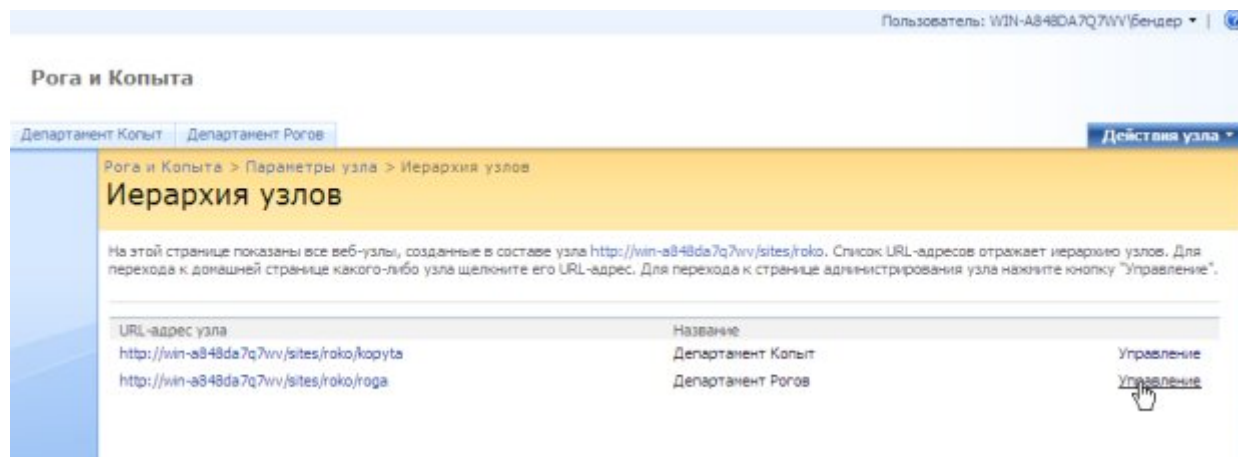 Пользователь: WIN-A848DA7Q7WV\бендер
Рога и Копыта
Департамент Копыт Департамент Рогов Действия узла
Рога и Копыта > Параметры узла > Иерархия узлов
Иерархия узлов
На этой странице показаны все веб-узлы, созданные в составе узла http://win-a848da7q7wv/sites/roko. Список URL-адресов отражает иерархию узлов. Для
перехода к домашней странице какого-либо узла щелкните его URL-адрес. Для перехода к странице администрирования узла нажмите кнопку "Управление".
URL-адрес узла Название
http://win-a848da7q7wv/sites/roko/kopyta Департамент Копыт Управление
http://win-a848da7q7wv/sites/roko/roga Департамент Рогов Управление